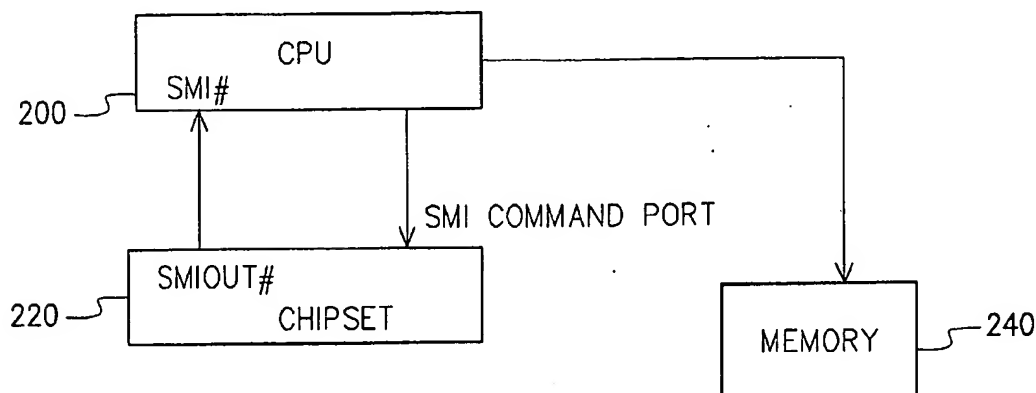 CPU
SMI#
200
SMI COMMAND PORT
SMIOUT#
220
CHIPSET
MEMORY
240